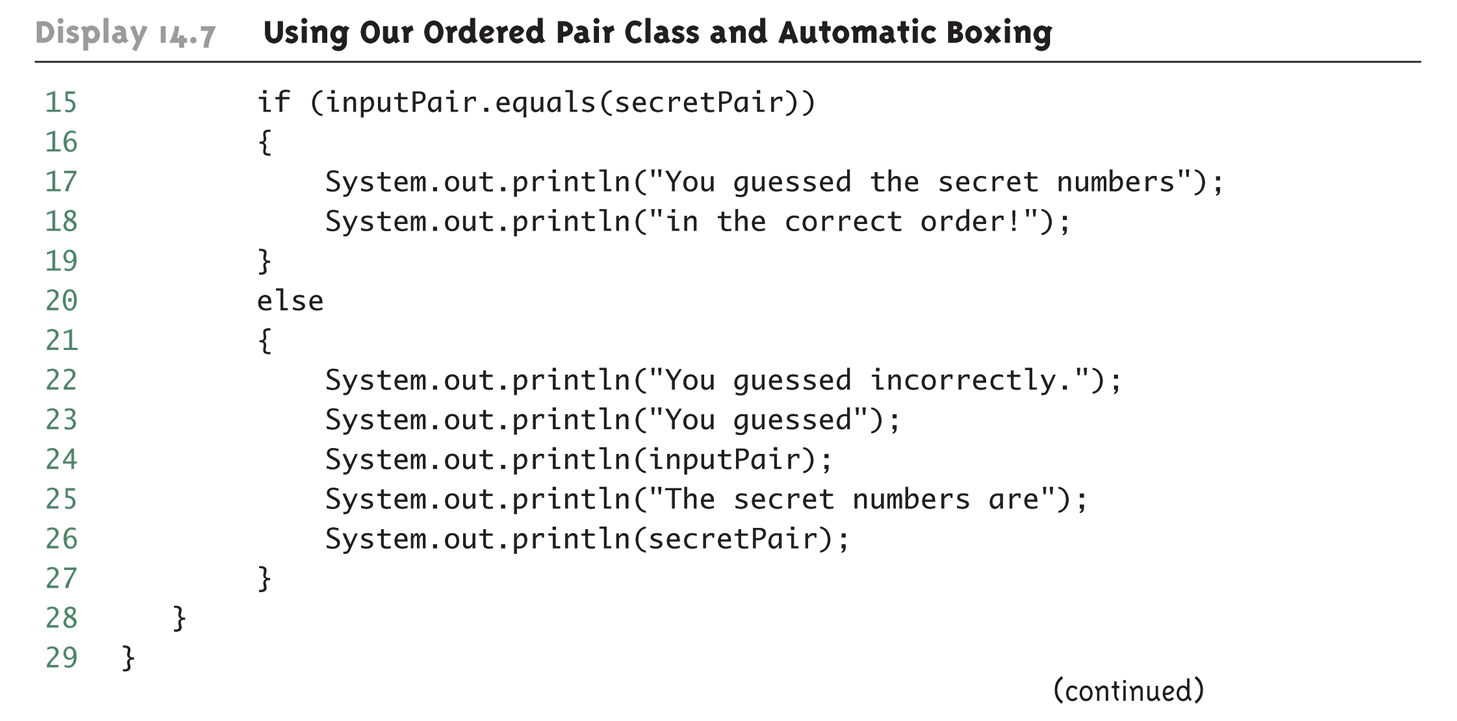 Display 14.7 Using Our Ordered Pair Class and Automatic Boxing
15 if (inputPair.equals(secretPair))
16 {
17 System.out.println("You guessed the secret numbers");
18 System.out.println("in the correct order!");
19 }
20 else
21 {
22 System.out.println("You guessed incorrectly.");
23 System.out.println("You guessed");
24 System.out.println(inputPair);
25 System.out.println("The secret numbers are");
26 System.out.println(secretPair);
27 }
28 }
29 }
(continued)